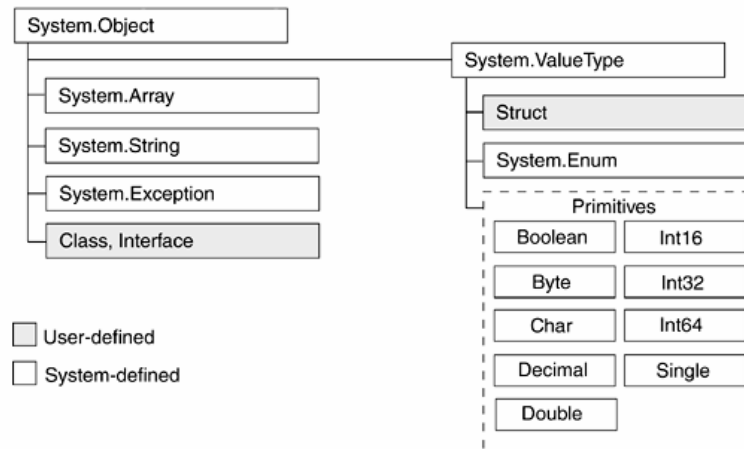 System.Object
System.ValueType
System.Array
Struct
System.String
System.Enum
System.Exception
Primitives
Class, Interface
Boolean
Int16
Byte
Int32
User-defined
Char
Int64
System-defined
Decimal
Single
Double